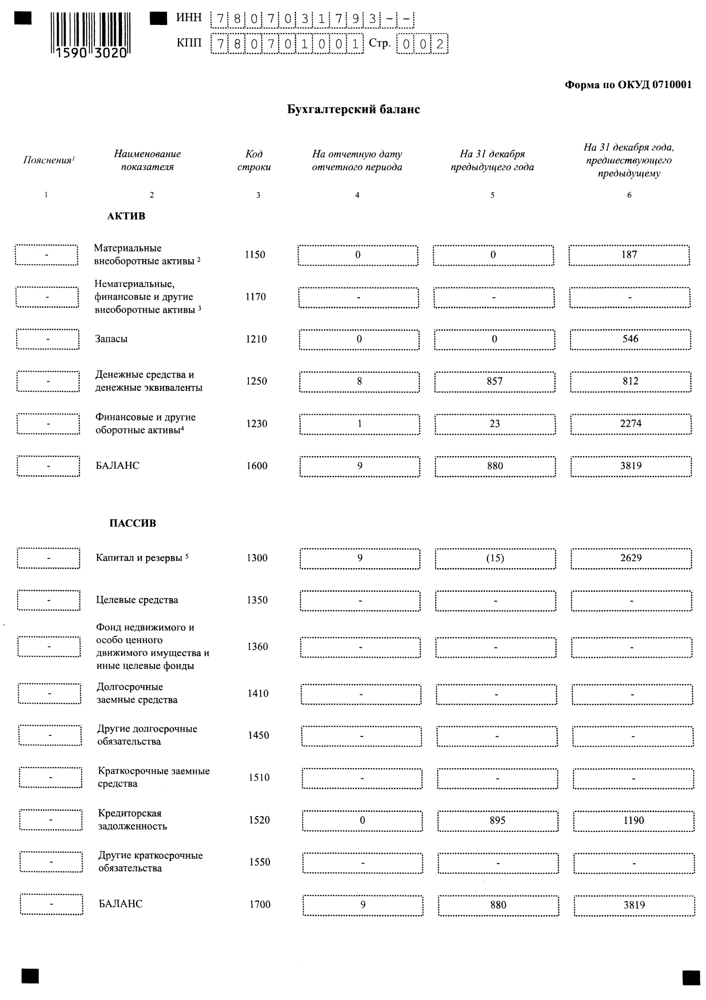 ИНН 7807031793--
КПП 780701001 Стр. 002
1590 3020
Форма по ОКУД 0710001
Бухгалтерский баланс
Пояснения1 Наименование показателя Код строки На отчетную дату отчетного периода На 31 декабря предыдущего года На 31 декабря года, предшествующего предыдущему
1 2 3 4 5 6
АКТИВ
- Материальные внеоборотные активы 2 1150 0 0 187
- Нематериальные, финансовые и другие внеоборотные активы 3 1170 - - -
- Запасы 1210 0 0 546
- Денежные средства и денежные эквиваленты 1250 8 857 812
- Финансовые и другие оборотные активы4 1230 1 23 2274
- БАЛАНС 1600 9 880 3819
ПАССИВ
- Капитал и резервы 5 1300 9 (15) 2629
- Целевые средства 1350 - - -
- Фонд недвижимого и особо ценного движимого имущества и иные целевые фонды 1360 - - -
- Долгосрочные заемные средства 1410 - - -
- Другие долгосрочные обязательства 1450 - - -
- Краткосрочные заемные средства 1510 - - -
- Кредиторская задолженность 1520 0 895 1190
- Другие краткосрочные обязательства 1550 - - -
- БАЛАНС 1700 9 880 3819